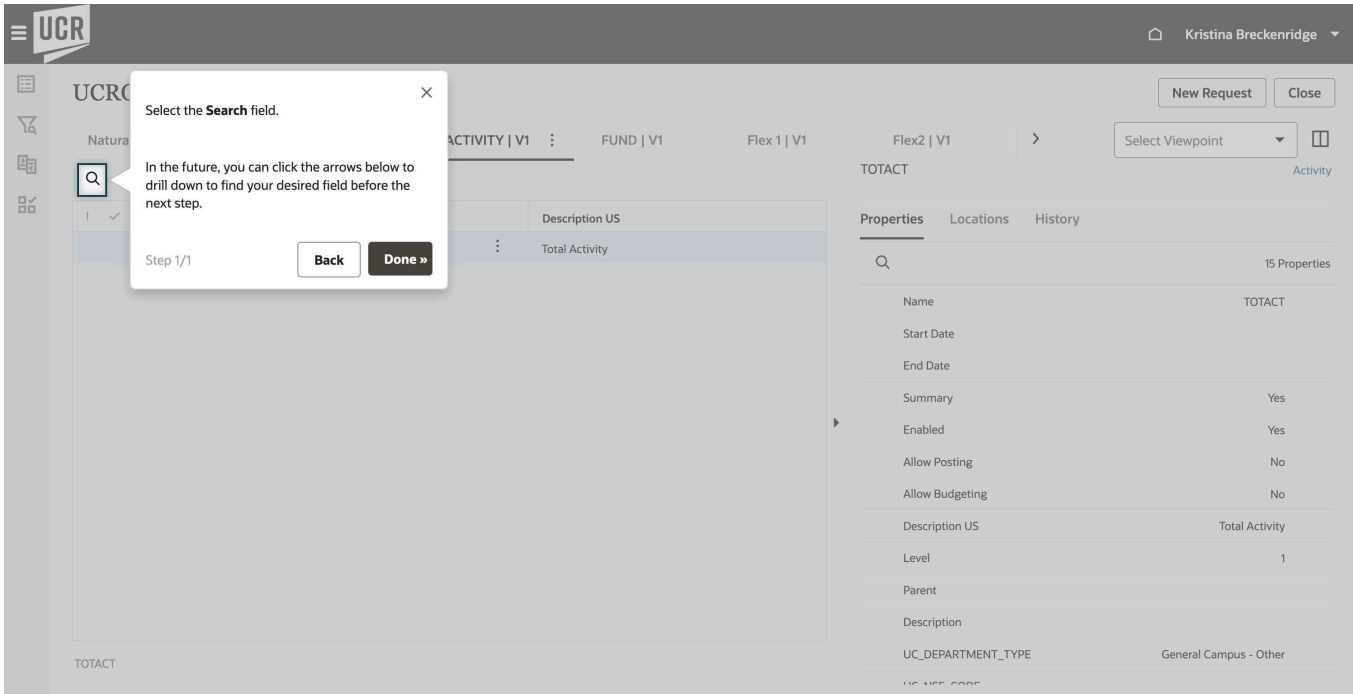 UCR
Kristina Breckenridge
UCRC
New Request
Close
Select the Search field.
In the future, you can click the arrows below to
drill down to find your desired field before the
next step.
Step 1/1
Back
Done »
Natura
ACTIVITY | V1
FUND | V1
Flex 1 | V1
Flex2 | V1
Select Viewpoint
TOTACT
Activity
Description US
Total Activity
Properties
Locations
History
15 Properties
Name TOTACT
Start Date
End Date
Summary Yes
Enabled Yes
Allow Posting No
Allow Budgeting No
Description US Total Activity
Level 1
Parent
Description
UC_DEPARTMENT_TYPE General Campus - Other
TOTACT